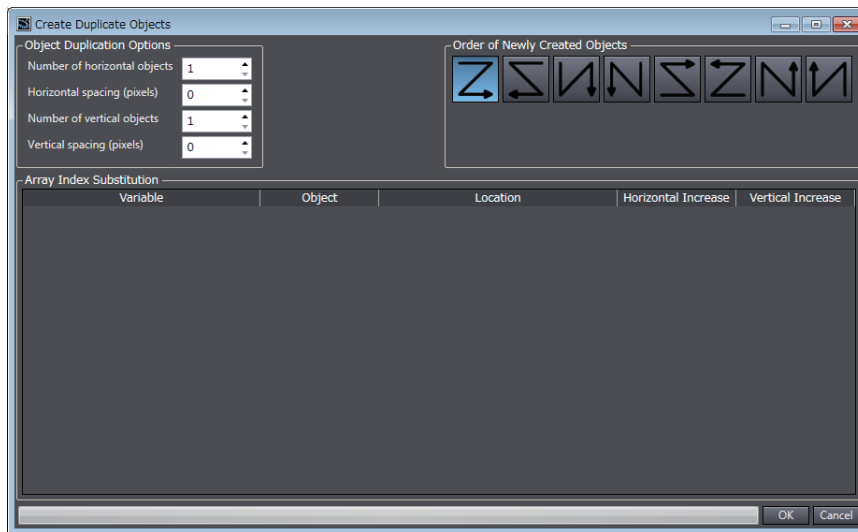 Create Duplicate Objects
Object Duplication Options
Number of horizontal objects 1
Horizontal spacing (pixels) 0
Number of vertical objects 1
Vertical spacing (pixels) 0
Order of Newly Created Objects
Array Index Substitution
Variable Object Location Horizontal Increase Vertical Increase
OK Cancel